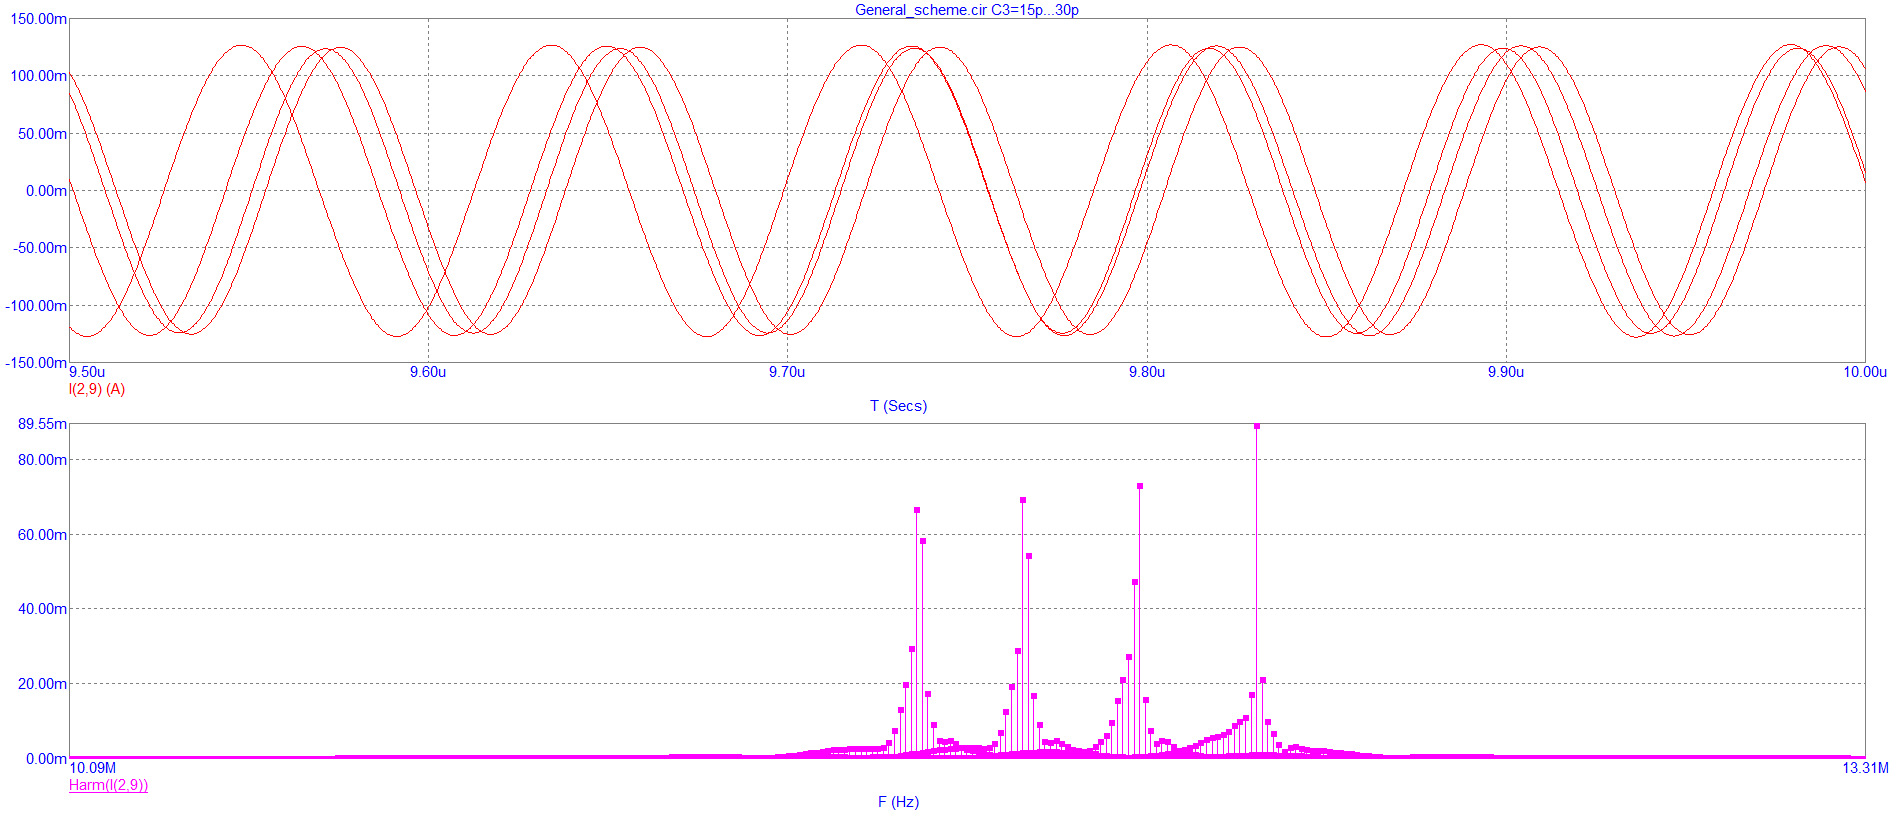 General_scheme.cir C3=15p...30p
150.00m
100.00m
50.00m
0.00m
-50.00m
-100.00m
-150.00m
9.50u 9.60u 9.70u 9.80u 9.90u 10.00u
I(2,9) (A)
T (Secs)
89.55m
80.00m
60.00m
40.00m
20.00m
0.00m
10.09M 13.31M
Harm(I(2,9))
F (Hz)